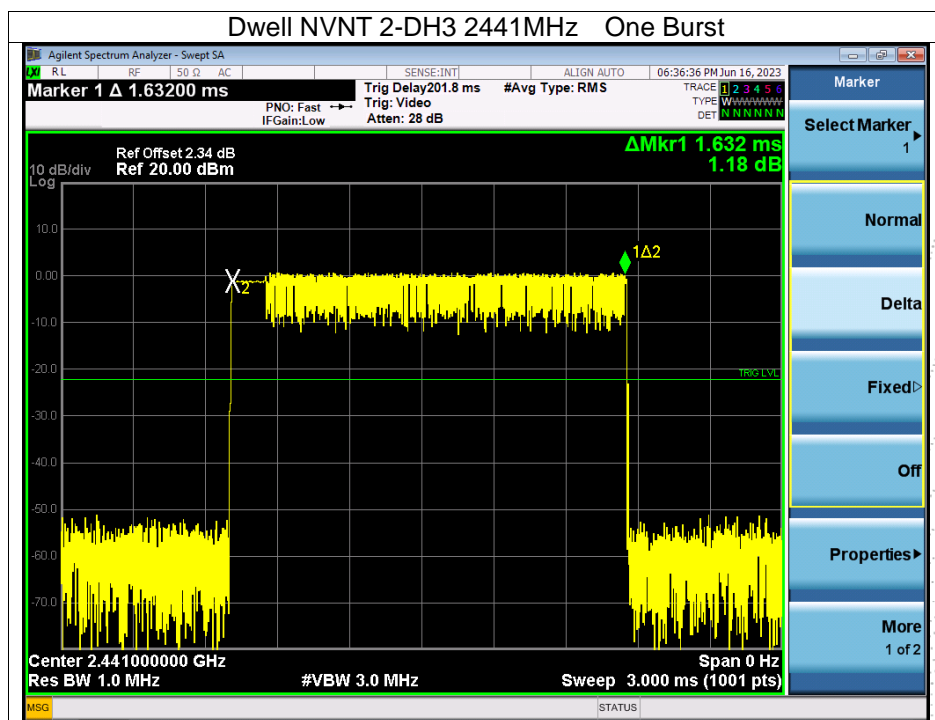 Dwell NVNT 2-DH3 2441MHz One Burst
Agilent Spectrum Analyzer - Swept SA
LXI RL RF 50 Ω AC SENSE:INT ALIGN AUTO 06:36:36 PM Jun 16, 2023
Marker 1 Δ 1.63200 ms
Trig Delay201.8 ms #Avg Type: RMS
TRACE 1 2 3 4 5 6
PNO: Fast Trig: Video
TYPE WWWWWW
IFGain:Low Atten: 28 dB
DET N N N N N N
Marker
Select Marker
1
Normal
Delta
Fixed
Off
Properties
More
1 of 2
ΔMkr1 1.632 ms
1.18 dB
Ref Offset 2.34 dB
10 dB/div Ref 20.00 dBm
Log
10.0
1Δ2
0.00
2
-10.0
-20.0
TRIG LVL
-30.0
-40.0
-50.0
-60.0
-70.0
Center 2.441000000 GHz Span 0 Hz
Res BW 1.0 MHz #VBW 3.0 MHz Sweep 3.000 ms (1001 pts)
MSG STATUS